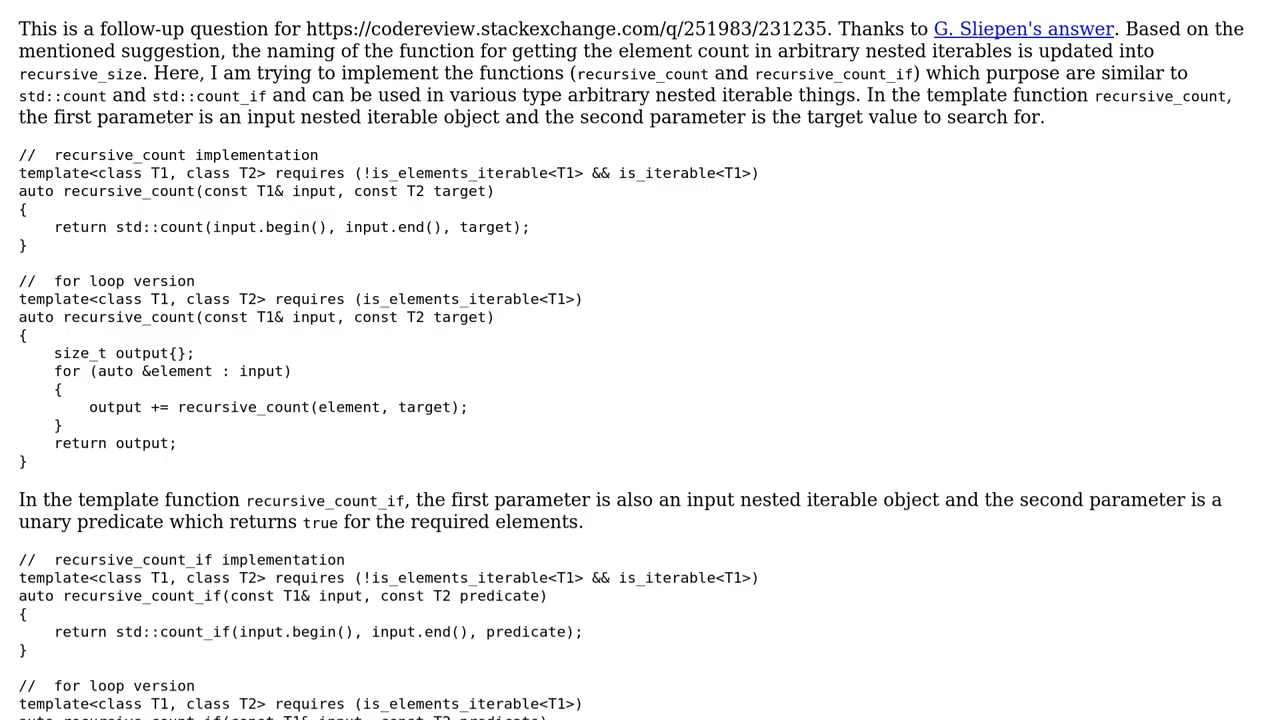 This is a follow-up question for https://codereview.stackexchange.com/q/251983/231235. Thanks to G. Sliepen's answer. Based on the
mentioned suggestion, the naming of the function for getting the element count in arbitrary nested iterables is updated into
recursive_size. Here, I am trying to implement the functions (recursive_count and recursive_count_if) which purpose are similar to
std::count and std::count_if and can be used in various type arbitrary nested iterable things. In the template function recursive_count,
the first parameter is an input nested iterable object and the second parameter is the target value to search for.
//  recursive_count implementation
template<class T1, class T2> requires (!is_elements_iterable<T1> && is_iterable<T1>)
auto recursive_count(const T1& input, const T2 target)
{
    return std::count(input.begin(), input.end(), target);
}
//  for loop version
template<class T1, class T2> requires (is_elements_iterable<T1>)
auto recursive_count(const T1& input, const T2 target)
{
    size_t output{};
    for (auto &element : input)
    {
        output += recursive_count(element, target);
    }
    return output;
}
In the template function recursive_count_if, the first parameter is also an input nested iterable object and the second parameter is a
unary predicate which returns true for the required elements.
//  recursive_count_if implementation
template<class T1, class T2> requires (!is_elements_iterable<T1> && is_iterable<T1>)
auto recursive_count_if(const T1& input, const T2 predicate)
{
    return std::count_if(input.begin(), input.end(), predicate);
}
//  for loop version
template<class T1, class T2> requires (is_elements_iterable<T1>)
auto recursive_count_if(const T1& input, const T2 predicate)